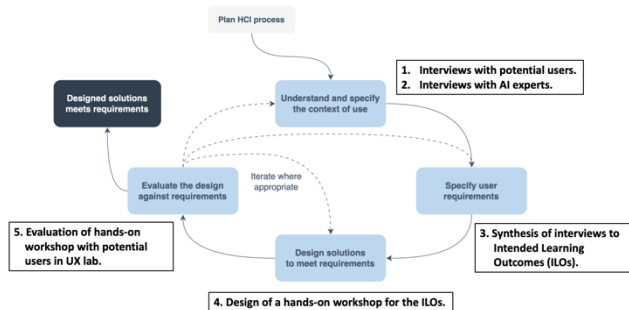 Plan HCI process
Designed solutions
meets requirements
Understand and specify
the context of use
1. Interviews with potential users.
2. Interviews with AI experts.
Evaluate the design
against requirements
Iterate where
appropriate
Specify user
requirements
5. Evaluation of hands-on
workshop with potential
users in UX lab.
Design solutions
to meet requirements
3. Synthesis of interviews to
Intended Learning
Outcomes (ILOs).
4. Design of a hands-on workshop for the ILOs.